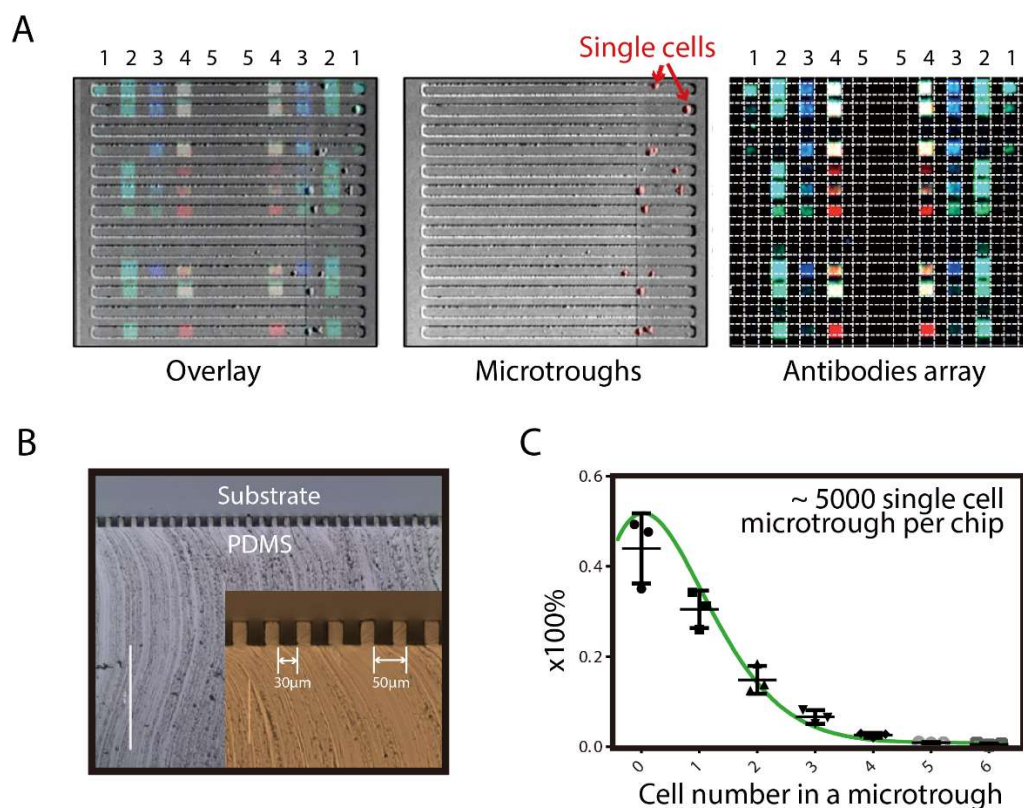 A
1 2 3 4 5 5 4 3 2 1
Single cells
1 2 3 4 5 5 4 3 2 1
Overlay
Microtroughs
Antibodies array
B
Substrate
PDMS
30μm
50μm
C
~ 5000 single cell
microtrough per chip
x100%
0.6
0.4
0.2
0.0
0 1 2 3 4 5 6
Cell number in a microtrough